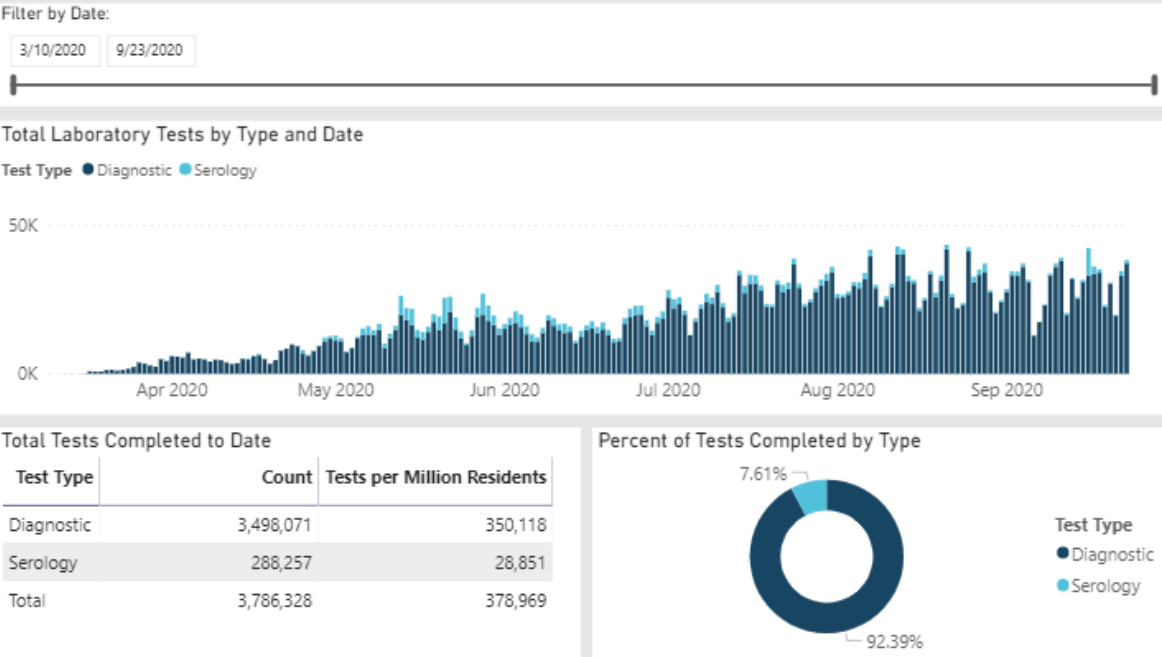 Filter by Date:
3/10/2020 9/23/2020
Total Laboratory Tests by Type and Date
Test Type Diagnostic Serology
50K
0K
Apr 2020 May 2020 Jun 2020 Jul 2020 Aug 2020 Sep 2020
Total Tests Completed to Date
Test Type Count Tests per Million Residents
Diagnostic 3,498,071 350,118
Serology 288,257 28,851
Total 3,786,328 378,969
Percent of Tests Completed by Type
7.61%
92.39%
Test Type
Diagnostic
Serology